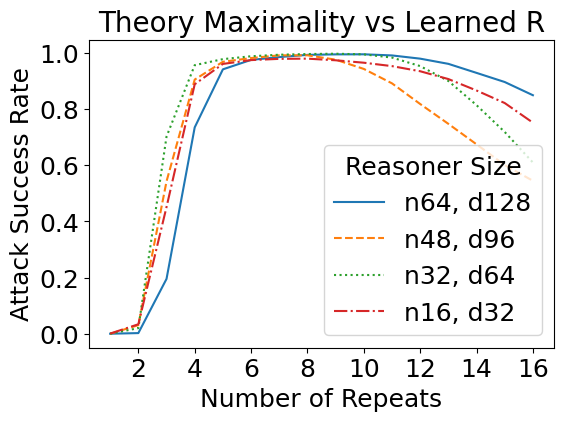 Theory Maximality vs Learned R
Attack Success Rate
1.0
0.8
0.6
0.4
0.2
0.0
Reasoner Size
n64, d128
n48, d96
n32, d64
n16, d32
2 4 6 8 10 12 14 16
Number of Repeats